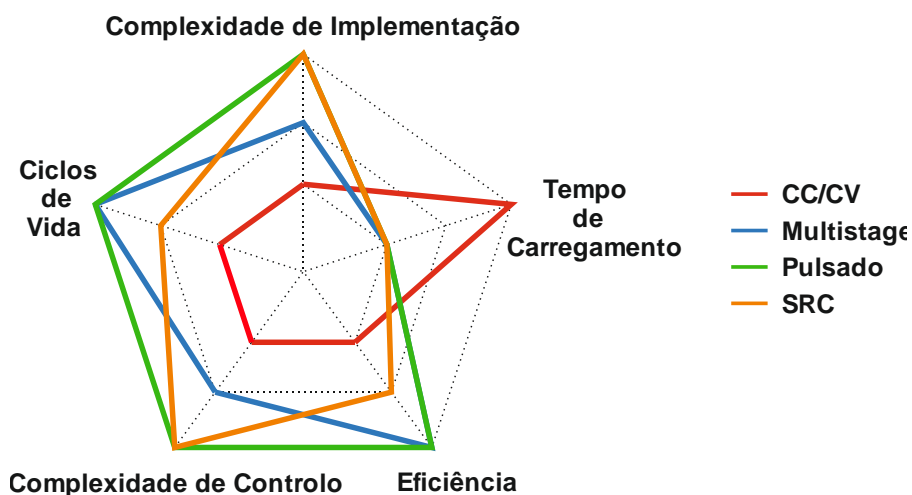 Complexidade de Implementação
Ciclos
de
Vida
Tempo
de
Carregamento
CC/CV
Multistage
Pulsado
SRC
Complexidade de Controlo
Eficiência